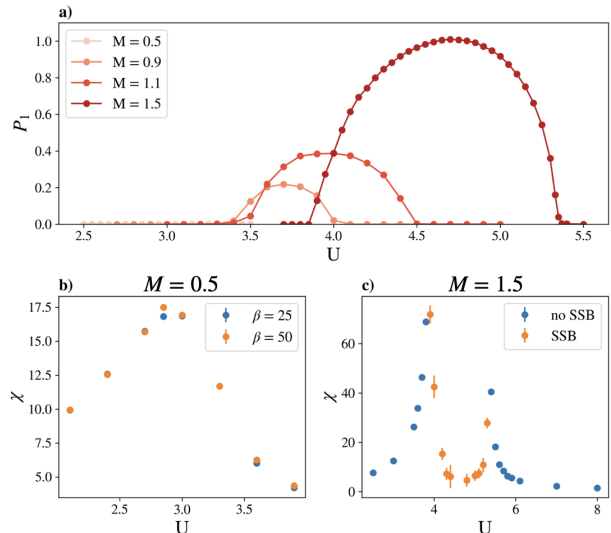 a)
1.0
0.8
0.6
0.4
0.2
0.0
P1
M = 0.5
M = 0.9
M = 1.1
M = 1.5
2.5 3.0 3.5 4.0 4.5 5.0 5.5
U
b) M = 0.5
17.5
15.0
12.5
10.0
7.5
5.0
χ
β = 25
β = 50
2.5 3.0 3.5
U
c) M = 1.5
60
40
20
0
χ
no SSB
SSB
4 6 8
U